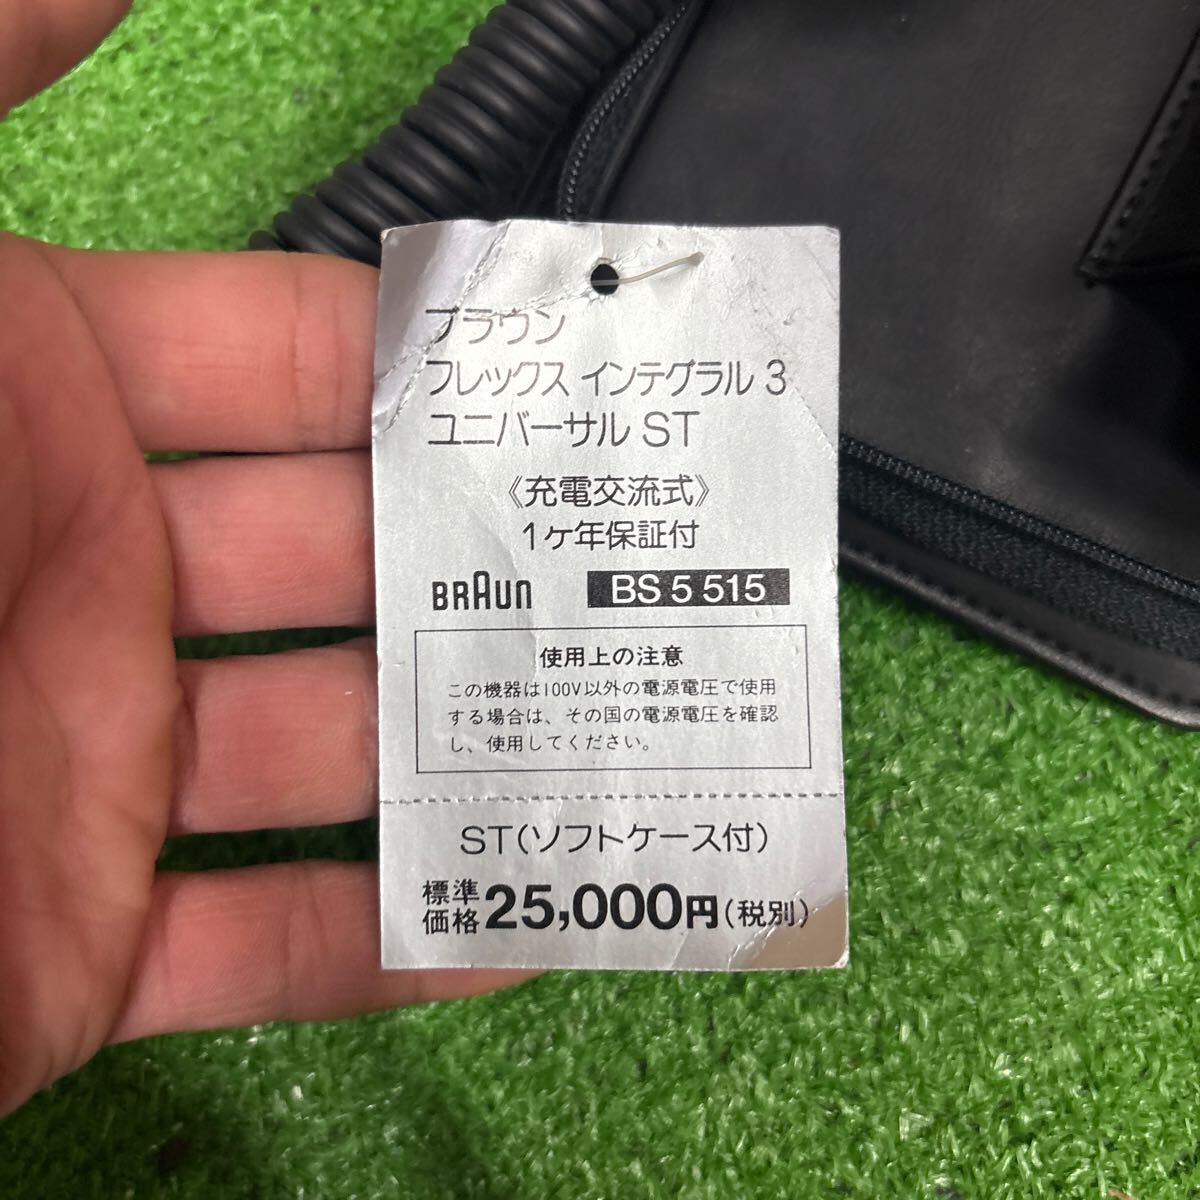 ブラウン
フレックス インテグラル 3
ユニバーサル ST
《充電交流式》
1ヶ年保証付
BRAUN BS 5 515
使用上の注意
この機器は100V以外の電源電圧で使用
する場合は、その国の電源電圧を確認
し、使用してください。
ST(ソフトケース付)
標準価格 25,000円(税別)